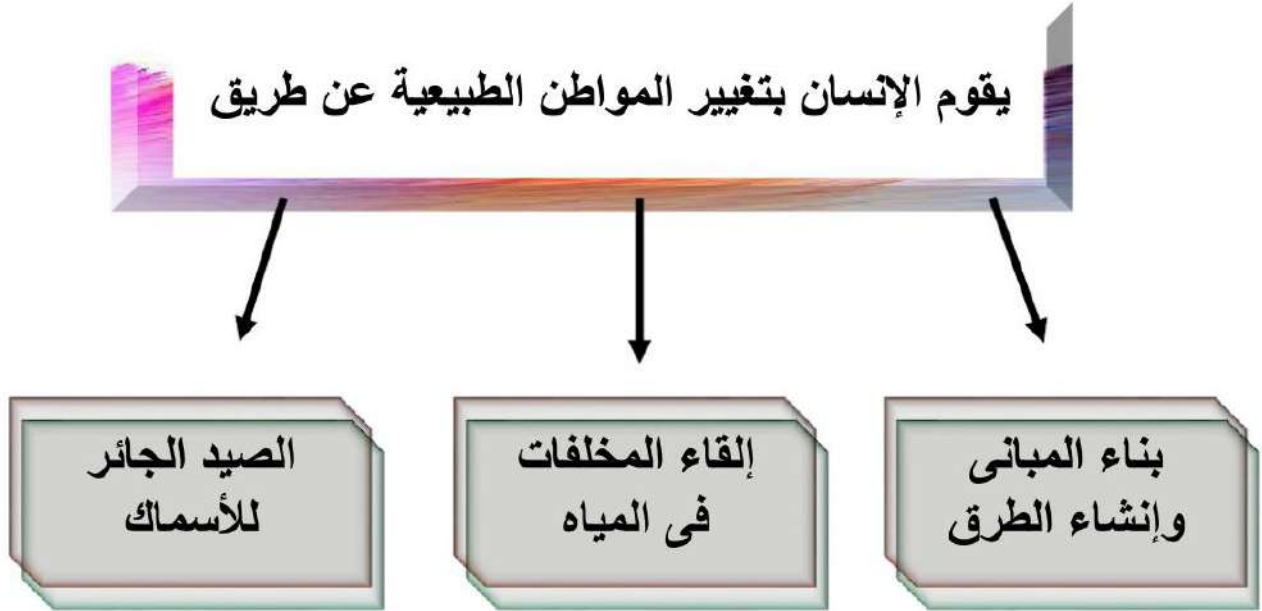 يقوم الإنسان بتغيير المواطن الطبيعية عن طريق
بناء المبانى
وإنشاء الطرق
إلقاء المخلفات
فى المياه
الصيد الجائر
للأسماك